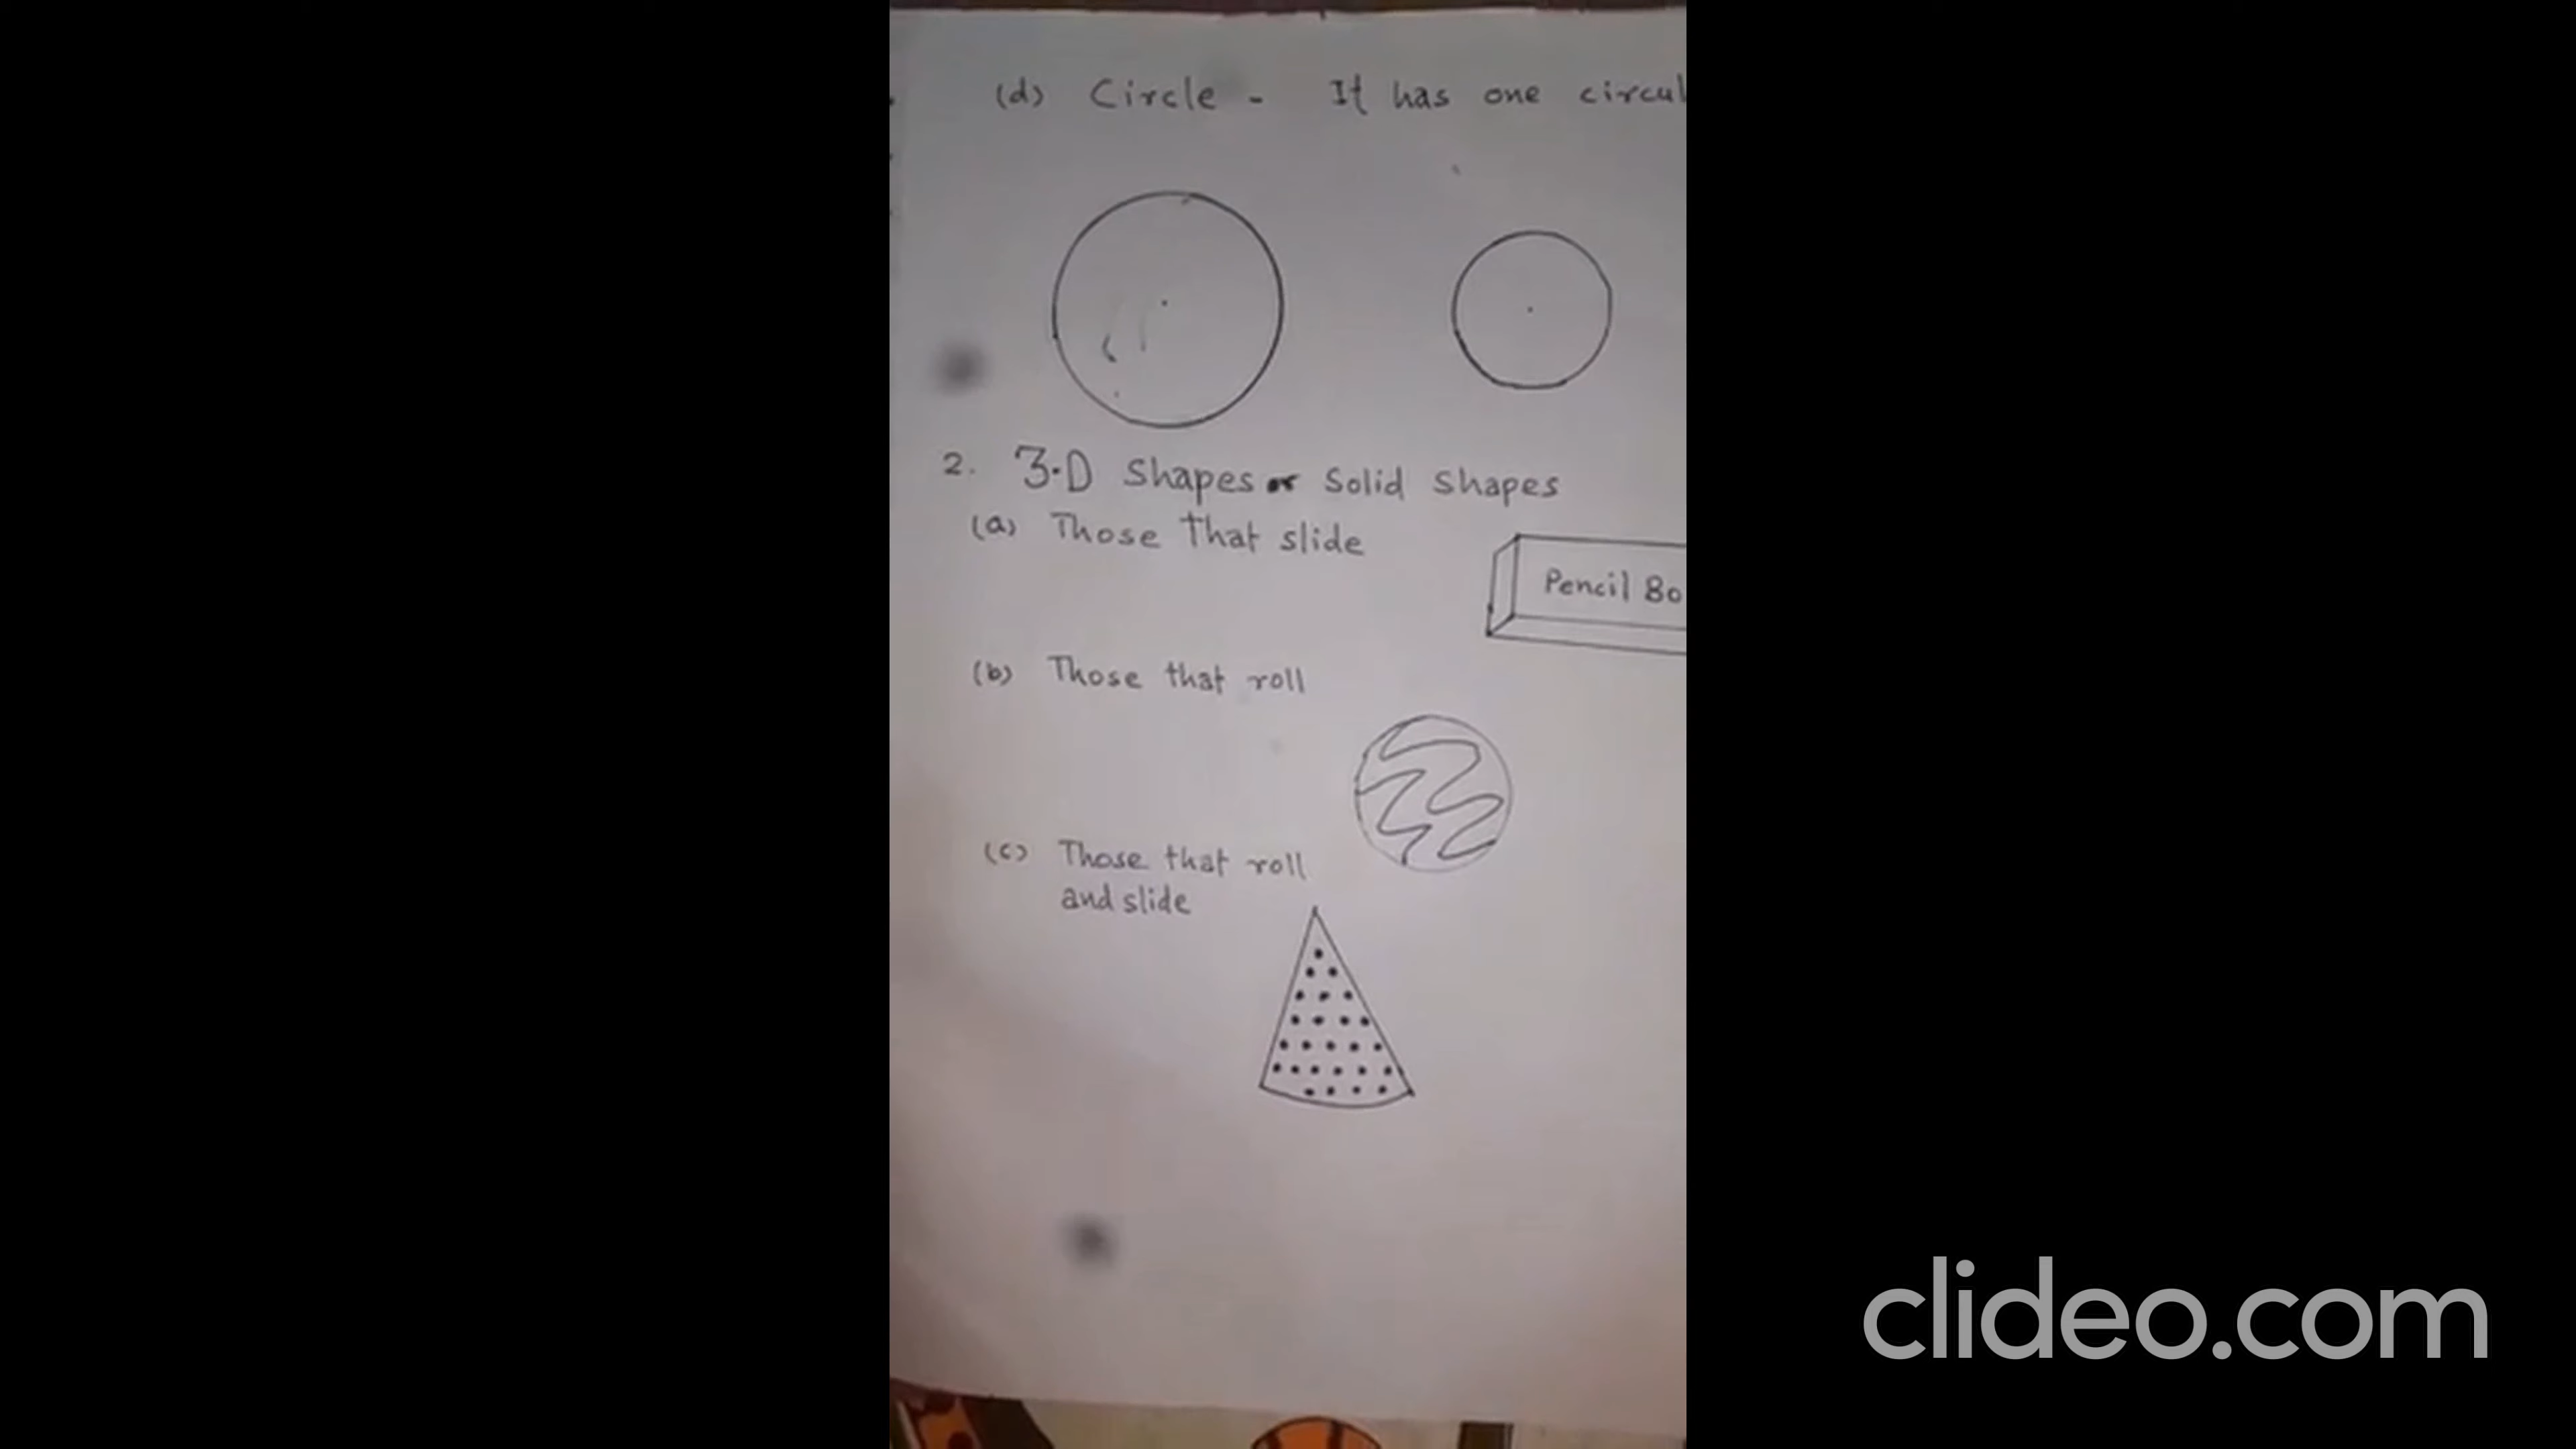 (d) Circle - It has one circul
2. 3-D Shapes or Solid Shapes
(a) Those that slide
Pencil Bo
(b) Those that roll
(c) Those that roll
and slide
clideo.com